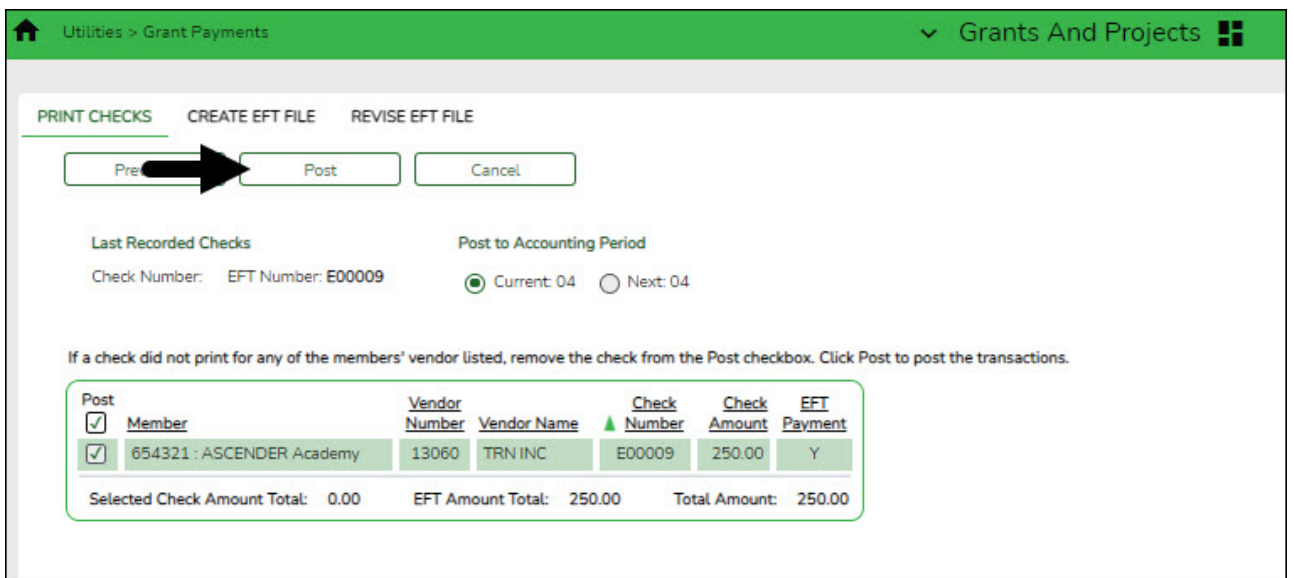 Utilities > Grant Payments Grants And Projects
PRINT CHECKS CREATE EFT FILE REVISE EFT FILE
Post Cancel
Last Recorded Checks Post to Accounting Period
Check Number: EFT Number: E00009 Current: 04 Next: 04
If a check did not print for any of the members' vendor listed, remove the check from the Post checkbox. Click Post to post the transactions.
Post Vendor Check Check EFT
Member Number Vendor Name Number Amount Payment
654321 : ASCENDER Academy 13060 TRN INC E00009 250.00 Y
Selected Check Amount Total: 0.00 EFT Amount Total: 250.00 Total Amount: 250.00